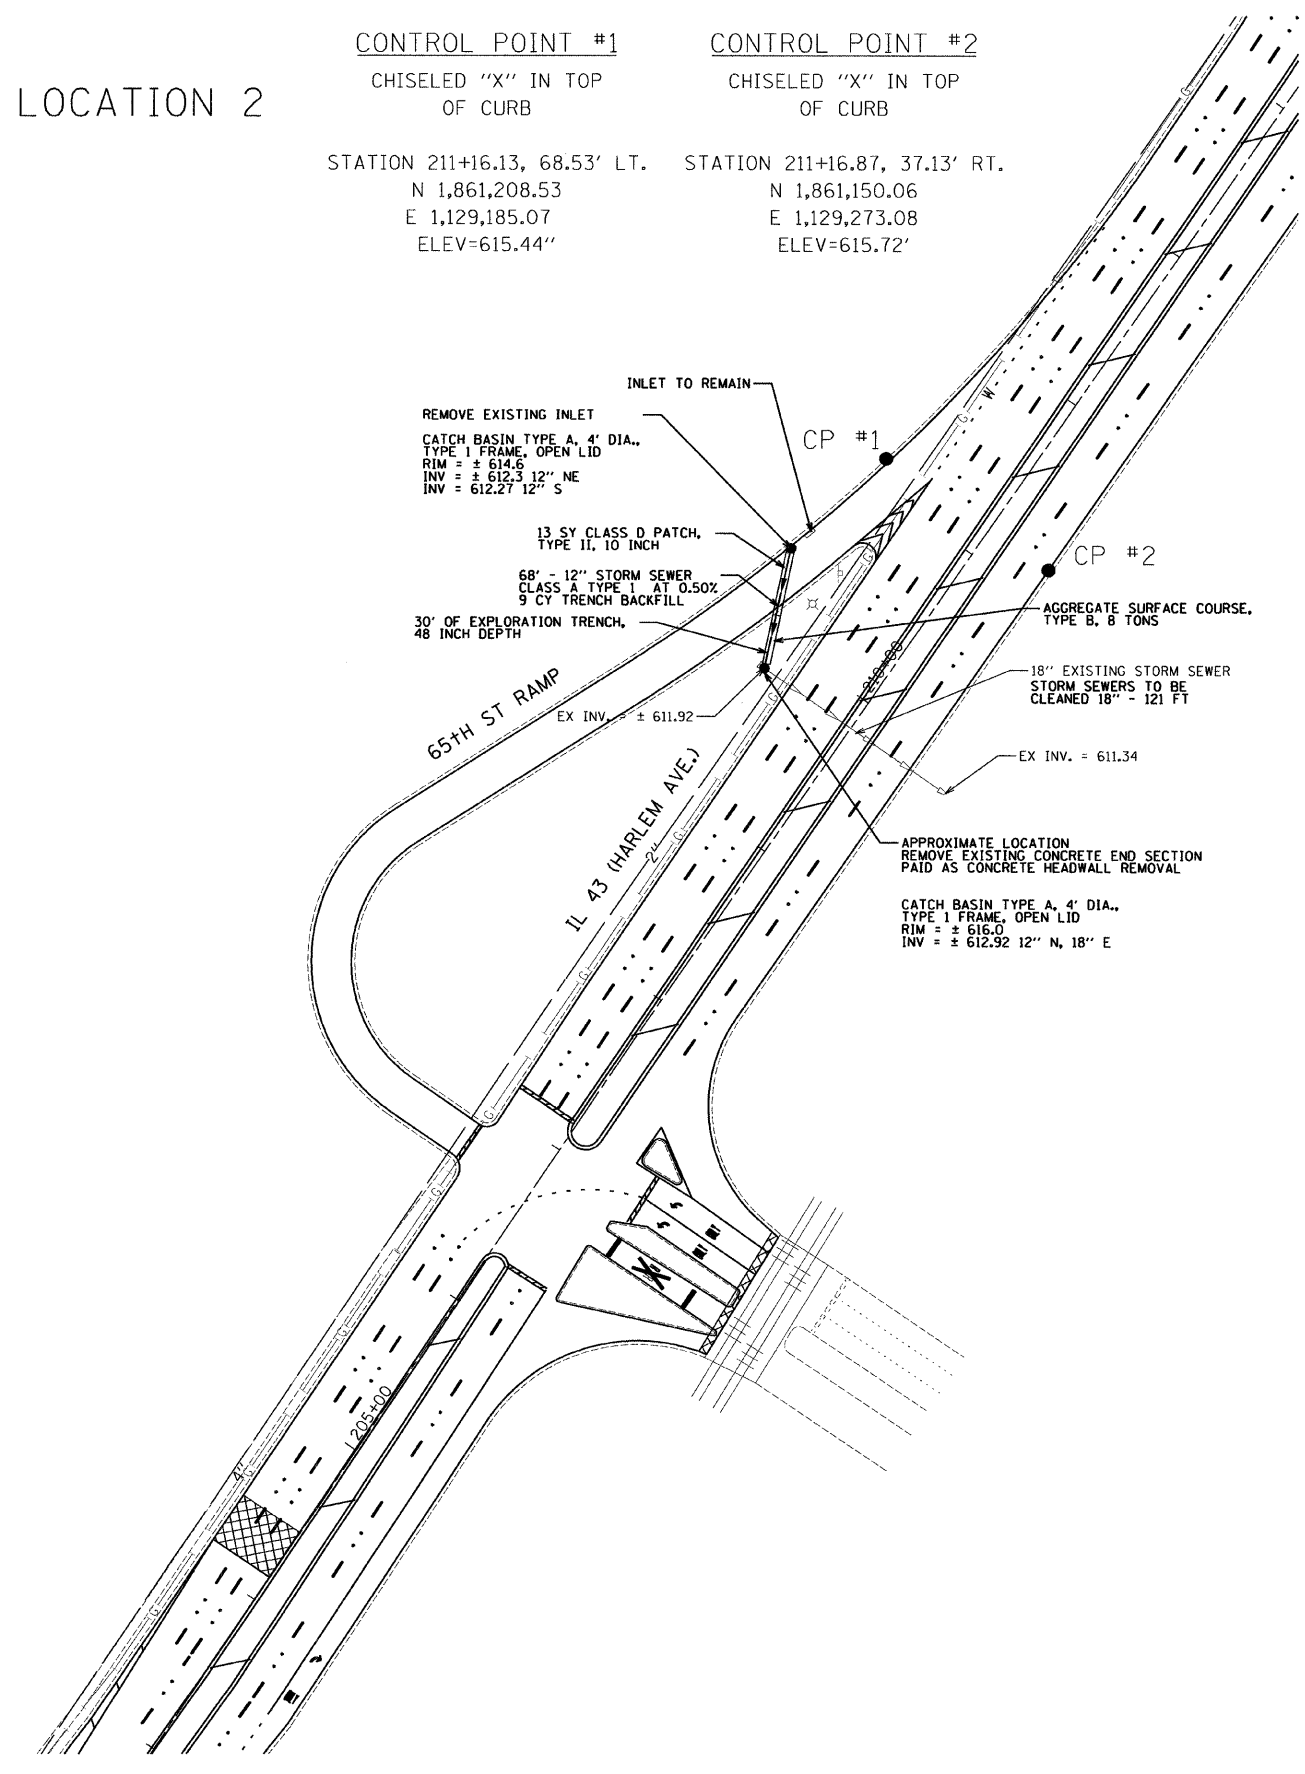 LOCATION 2
CONTROL POINT #1
CHISELED "X" IN TOP
OF CURB
STATION 211+16.13, 68.53' LT.
N 1,861,208.53
E 1,129,185.07
ELEV=615.44"
CONTROL POINT #2
CHISELED "X" IN TOP
OF CURB
STATION 211+16.87, 37.13' RT.
N 1,861,150.06
E 1,129,273.08
ELEV=615.72'
INLET TO REMAIN
REMOVE EXISTING INLET
CATCH BASIN TYPE A, 4' DIA.,
TYPE 1 FRAME, OPEN LID
RIM = ± 614.6
INV = ± 612.3 12" NE
INV = 612.27 12" S
CP #1
13 SY CLASS D PATCH,
TYPE II, 10 INCH
68' - 12" STORM SEWER
CLASS A TYPE 1 AT 0.50%
9 CY TRENCH BACKFILL
30' OF EXPLORATION TRENCH,
48 INCH DEPTH
CP #2
AGGREGATE SURFACE COURSE,
TYPE B, 8 TONS
18" EXISTING STORM SEWER
STORM SEWERS TO BE
CLEANED 18" - 121 FT
EX INV. = ± 611.92
EX INV. = 611.34
65TH ST RAMP
IL 43 (HARLEM AVE.)
APPROXIMATE LOCATION
REMOVE EXISTING CONCRETE END SECTION
PAID AS CONCRETE HEADWALL REMOVAL
CATCH BASIN TYPE A, 4' DIA.,
TYPE 1 FRAME, OPEN LID
RIM = ± 616.0
INV = ± 612.92 12" N, 18" E
G
W
G
G
P
G
2"
G
G
G
G
G
205+00
4"
G
G